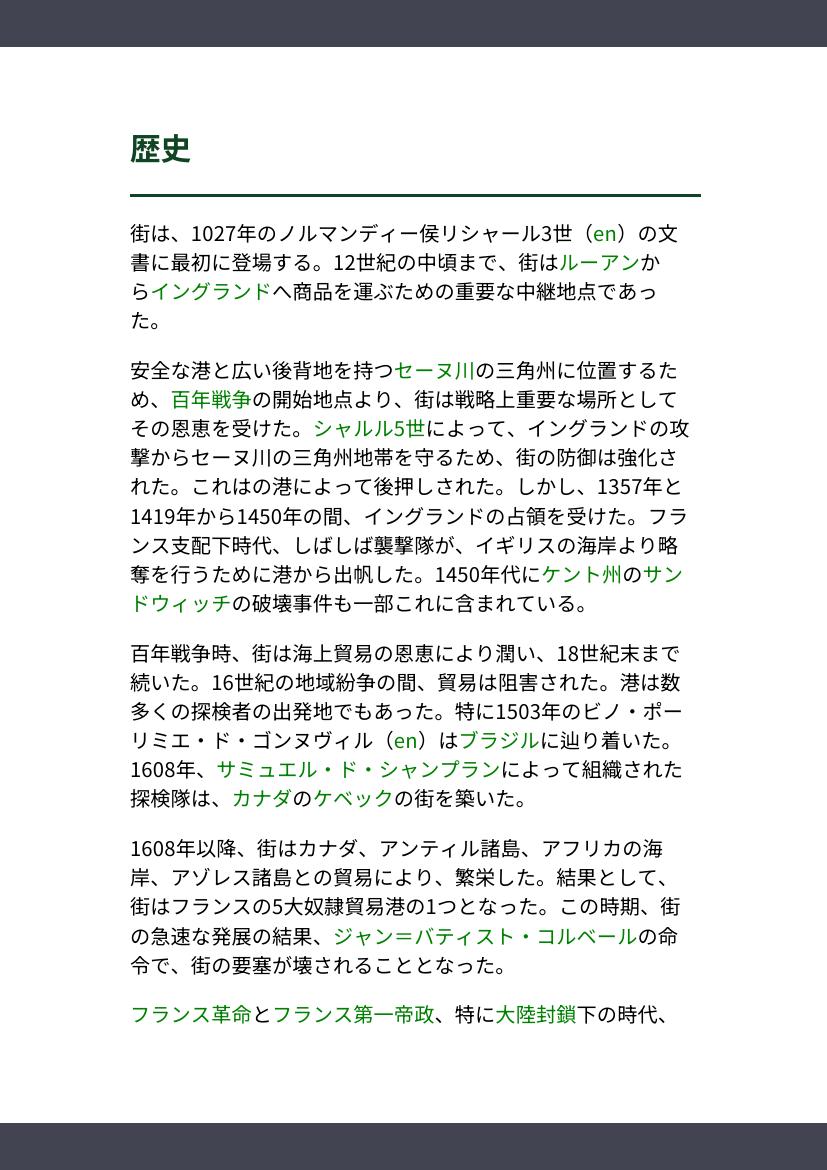 歴史
街は、1027年のノルマンディー侯リシャール3世（en）の文
書に最初に登場する。12世紀の中頃まで、街はルーアンか
らイングランドへ商品を運ぶための重要な中継地点であっ
た。
安全な港と広い後背地を持つセーヌ川の三角州に位置するた
め、百年戦争の開始地点より、街は戦略上重要な場所として
その恩恵を受けた。シャルル5世によって、イングランドの攻
撃からセーヌ川の三角州地帯を守るため、街の防御は強化さ
れた。これはの港によって後押しされた。しかし、1357年と
1419年から1450年の間、イングランドの占領を受けた。フラ
ンス支配下時代、しばしば襲撃隊が、イギリスの海岸より略
奪を行うために港から出帆した。1450年代にケント州のサン
ドウィッチの破壊事件も一部これに含まれている。
百年戦争時、街は海上貿易の恩恵により潤い、18世紀末まで
続いた。16世紀の地域紛争の間、貿易は阻害された。港は数
多くの探検者の出発地でもあった。特に1503年のビノ・ポー
リミエ・ド・ゴンヌヴィル（en）はブラジルに辿り着いた。
1608年、サミュエル・ド・シャンプランによって組織された
探検隊は、カナダのケベックの街を築いた。
1608年以降、街はカナダ、アンティル諸島、アフリカの海
岸、アゾレス諸島との貿易により、繁栄した。結果として、
街はフランスの5大奴隷貿易港の1つとなった。この時期、街
の急速な発展の結果、ジャン＝バティスト・コルベールの命
令で、街の要塞が壊されることとなった。
フランス革命とフランス第一帝政、特に大陸封鎖下の時代、